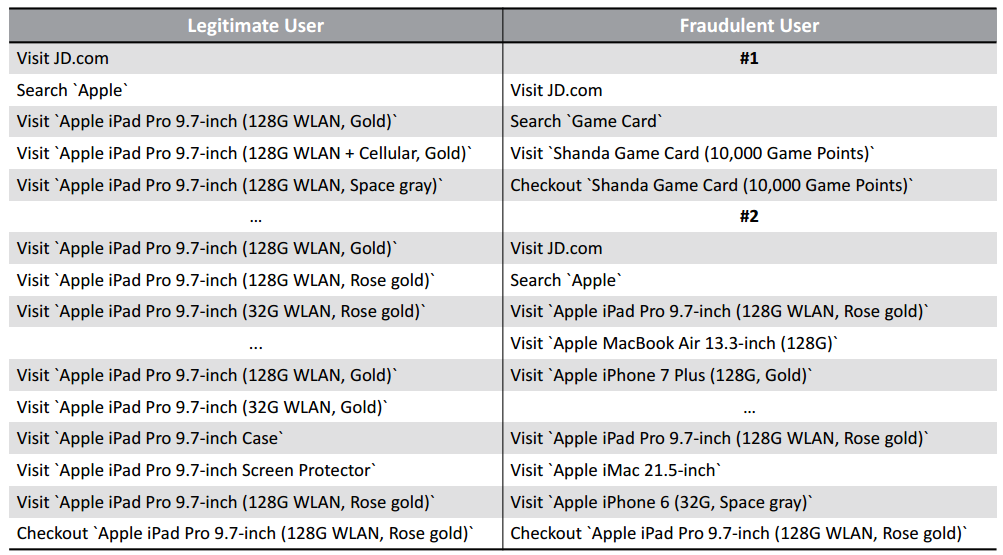 Legitimate User
Fraudulent User
Visit JD.com
#1
Search `Apple`
Visit JD.com
Visit `Apple iPad Pro 9.7-inch (128G WLAN, Gold)`
Search `Game Card`
Visit `Apple iPad Pro 9.7-inch (128G WLAN + Cellular, Gold)`
Visit `Shanda Game Card (10,000 Game Points)`
Visit `Apple iPad Pro 9.7-inch (128G WLAN, Space gray)`
Checkout `Shanda Game Card (10,000 Game Points)`
...
#2
Visit `Apple iPad Pro 9.7-inch (128G WLAN, Gold)`
Visit JD.com
Visit `Apple iPad Pro 9.7-inch (128G WLAN, Rose gold)`
Search `Apple`
Visit `Apple iPad Pro 9.7-inch (32G WLAN, Rose gold)`
Visit `Apple iPad Pro 9.7-inch (128G WLAN, Rose gold)`
...
Visit `Apple MacBook Air 13.3-inch (128G)`
Visit `Apple iPad Pro 9.7-inch (128G WLAN, Gold)`
Visit `Apple iPhone 7 Plus (128G, Gold)`
Visit `Apple iPad Pro 9.7-inch (32G WLAN, Gold)`
...
Visit `Apple iPad Pro 9.7-inch Case`
Visit `Apple iPad Pro 9.7-inch (128G WLAN, Rose gold)`
Visit `Apple iPad Pro 9.7-inch Screen Protector`
Visit `Apple iMac 21.5-inch`
Visit `Apple iPad Pro 9.7-inch (128G WLAN, Rose gold)`
Visit `Apple iPhone 6 (32G, Space gray)`
Checkout `Apple iPad Pro 9.7-inch (128G WLAN, Rose gold)`
Checkout `Apple iPad Pro 9.7-inch (128G WLAN, Rose gold)`